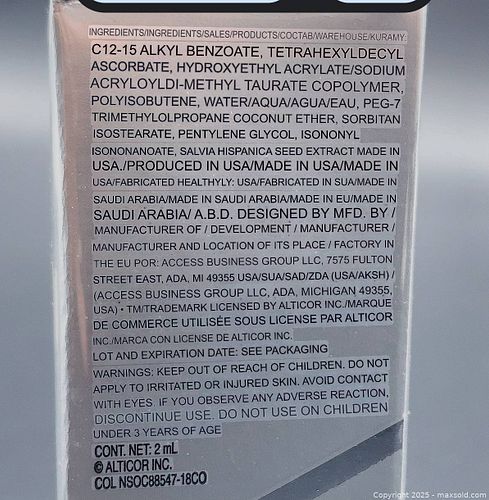 INGREDIENTS/INGREDIENTS/SALES/PRODUCTS/COCTAB/WAREHOUSE/KURAMY:
C12-15 ALKYL BENZOATE, TETRAHEXYLDECYL
ASCORBATE, HYDROXYETHYL ACRYLATE/SODIUM
ACRYLOYLDI-METHYL TAURATE COPOLYMER,
POLYISOBUTENE, WATER/AQUA/AGUA/EAU, PEG-7
TRIMETHYLOLPROPANE COCONUT ETHER, SORBITAN
ISOSTEARATE, PENTYLENE GLYCOL, ISONONYL
ISONONANOATE, SALVIA HISPANICA SEED EXTRACT MADE IN
USA./PRODUCED IN USA/MADE IN USA/MADE IN
USA/FABRICATED HEALTHYLY: USA/FABRICATED IN SUA/MADE IN
SAUDI ARABIA/MADE IN SAUDI ARABIA/MADE IN EU/MADE IN
SAUDI ARABIA/ A.B.D. DESIGNED BY MFD. BY /
MANUFACTURER OF / DEVELOPMENT / MANUFACTURER /
MANUFACTURER AND LOCATION OF ITS PLACE / FACTORY IN
THE EU POR: ACCESS BUSINESS GROUP LLC, 7575 FULTON
STREET EAST, ADA, MI 49355 USA/SUA/SAD/ZDA (USA/AKSH) /
(ACCESS BUSINESS GROUP LLC, ADA, MICHIGAN 49355,
USA) • TM/TRADEMARK LICENSED BY ALTICOR INC./MARQUE
DE COMMERCE UTILISÉE SOUS LICENSE PAR ALTICOR
INC./MARCA CON LICENSE DE ALTICOR INC.
LOT AND EXPIRATION DATE: SEE PACKAGING
WARNINGS: KEEP OUT OF REACH OF CHILDREN. DO NOT
APPLY TO IRRITATED OR INJURED SKIN. AVOID CONTACT
WITH EYES. IF YOU OBSERVE ANY ADVERSE REACTION,
DISCONTINUE USE. DO NOT USE ON CHILDREN
UNDER 3 YEARS OF AGE
CONT. NET: 2 mL
© ALTICOR INC.
COL NSOC88547-18CO
Copyright © 2025 - maxsold.com